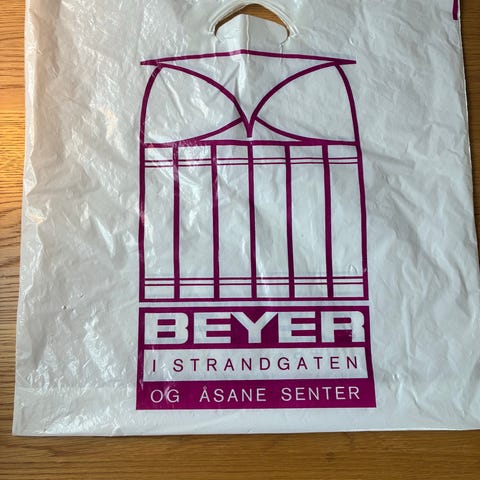 BEYER
I STRANDGATEN
OG ÅSANE SENTER